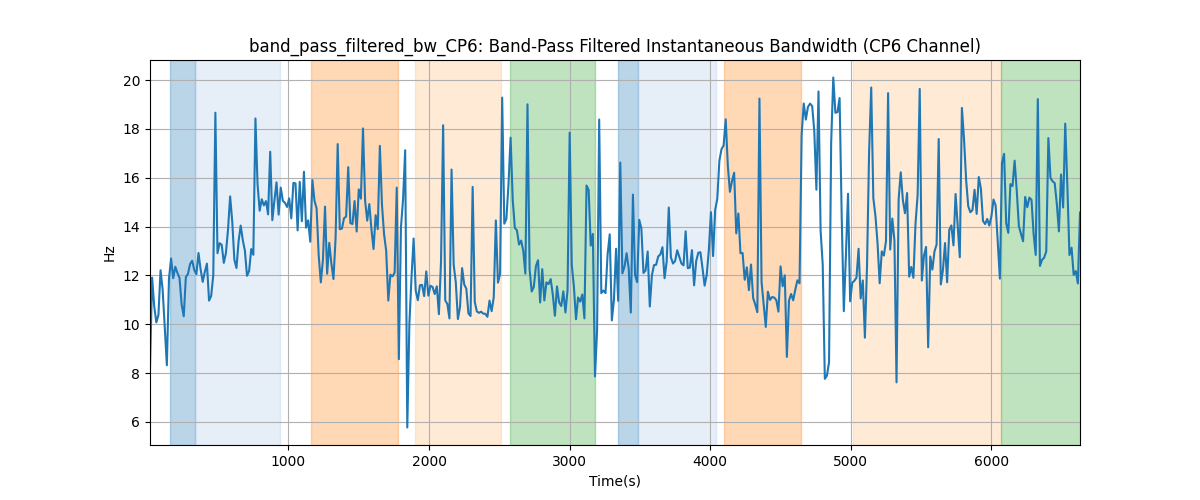 band_pass_filtered_bw_CP6: Band-Pass Filtered Instantaneous Bandwidth (CP6 Channel)
20
18
16
14
12
10
8
6
Hz
1000 2000 3000 4000 5000 6000
Time(s)